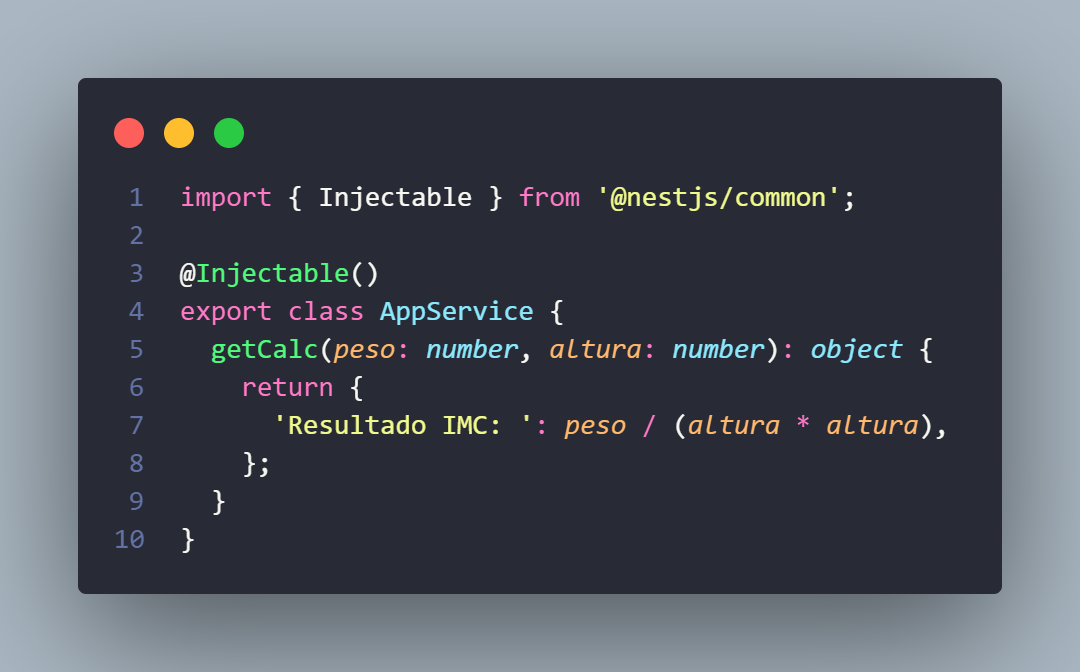 1 import { Injectable } from '@nestjs/common';
2
3 @Injectable()
4 export class AppService {
5   getCalc(peso: number, altura: number): object {
6     return {
7       'Resultado IMC: ': peso / (altura * altura),
8     };
9   }
10 }